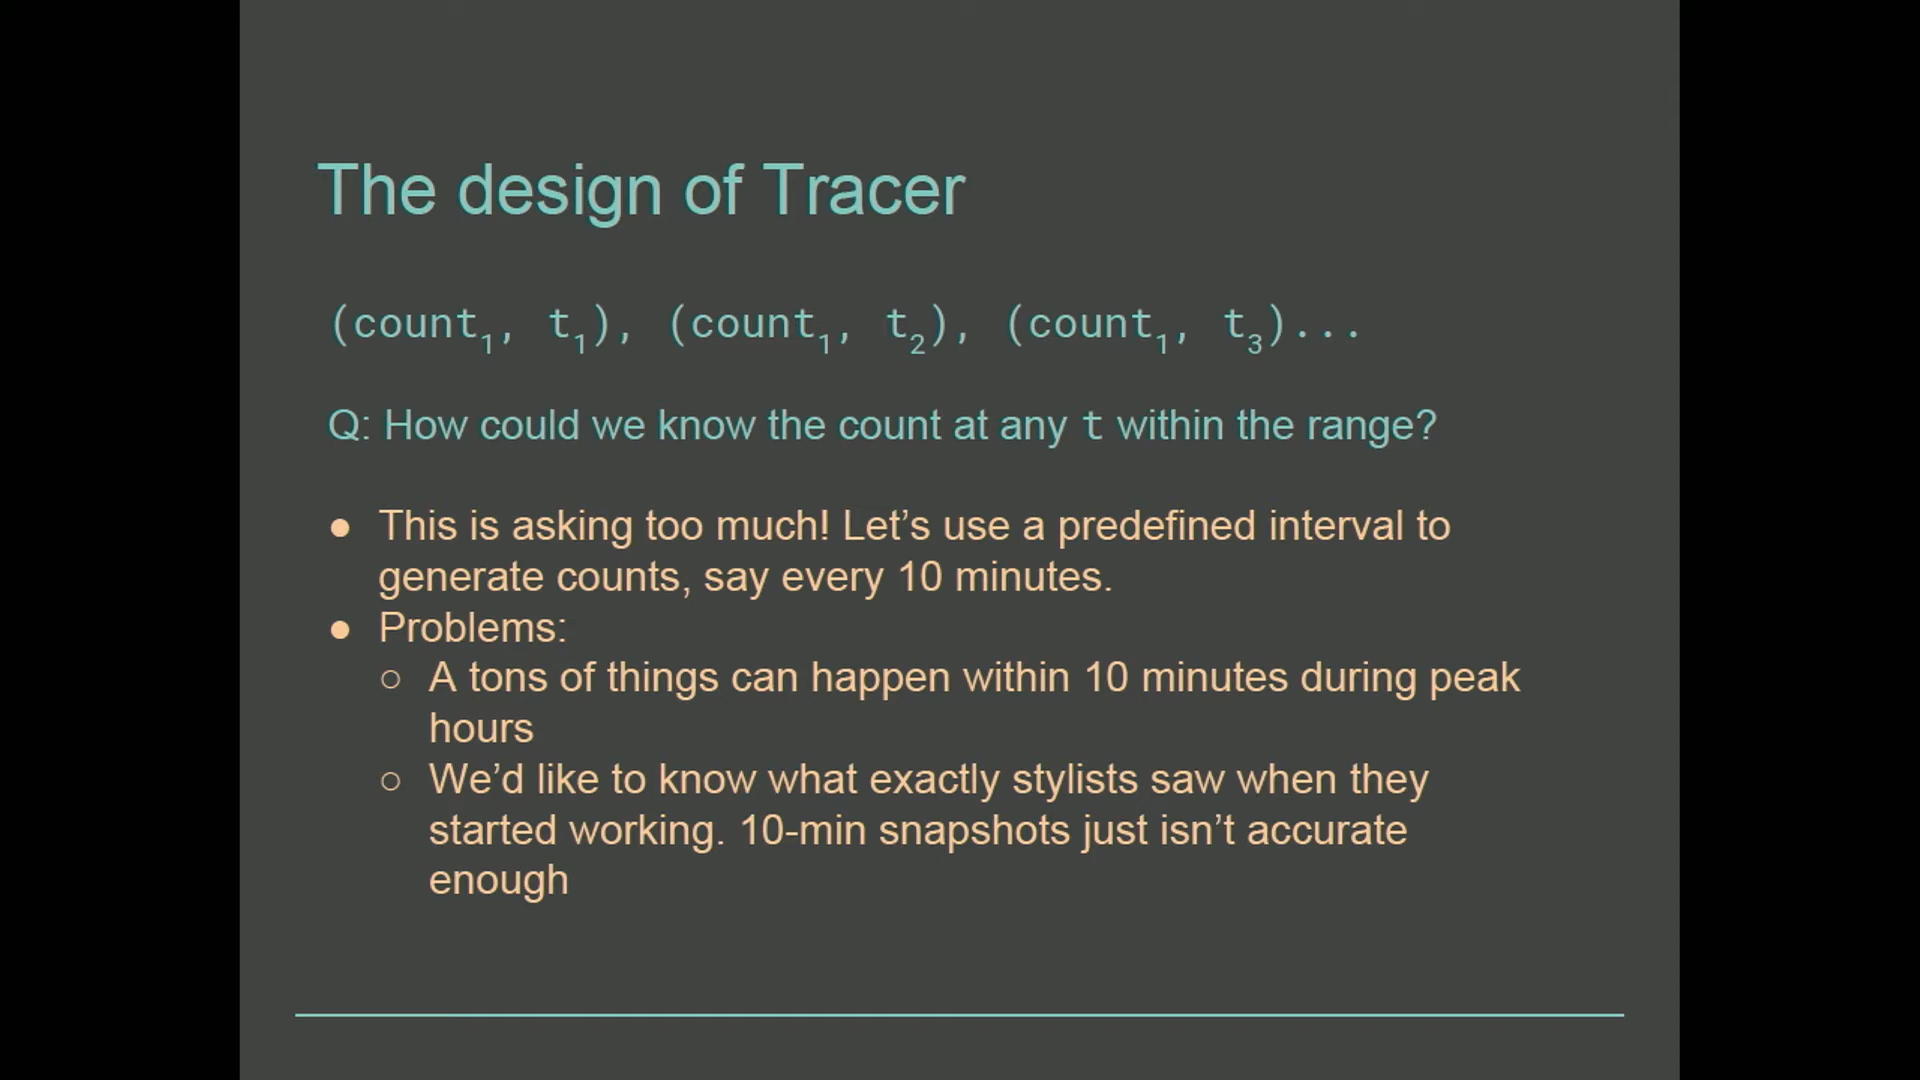 The design of Tracer
(count₁, t₁), (count₁, t₂), (count₁, t₃)...
Q: How could we know the count at any t within the range?
● This is asking too much! Let’s use a predefined interval to
generate counts, say every 10 minutes.
● Problems:
○ A tons of things can happen within 10 minutes during peak
hours
○ We’d like to know what exactly stylists saw when they
started working. 10-min snapshots just isn’t accurate
enough